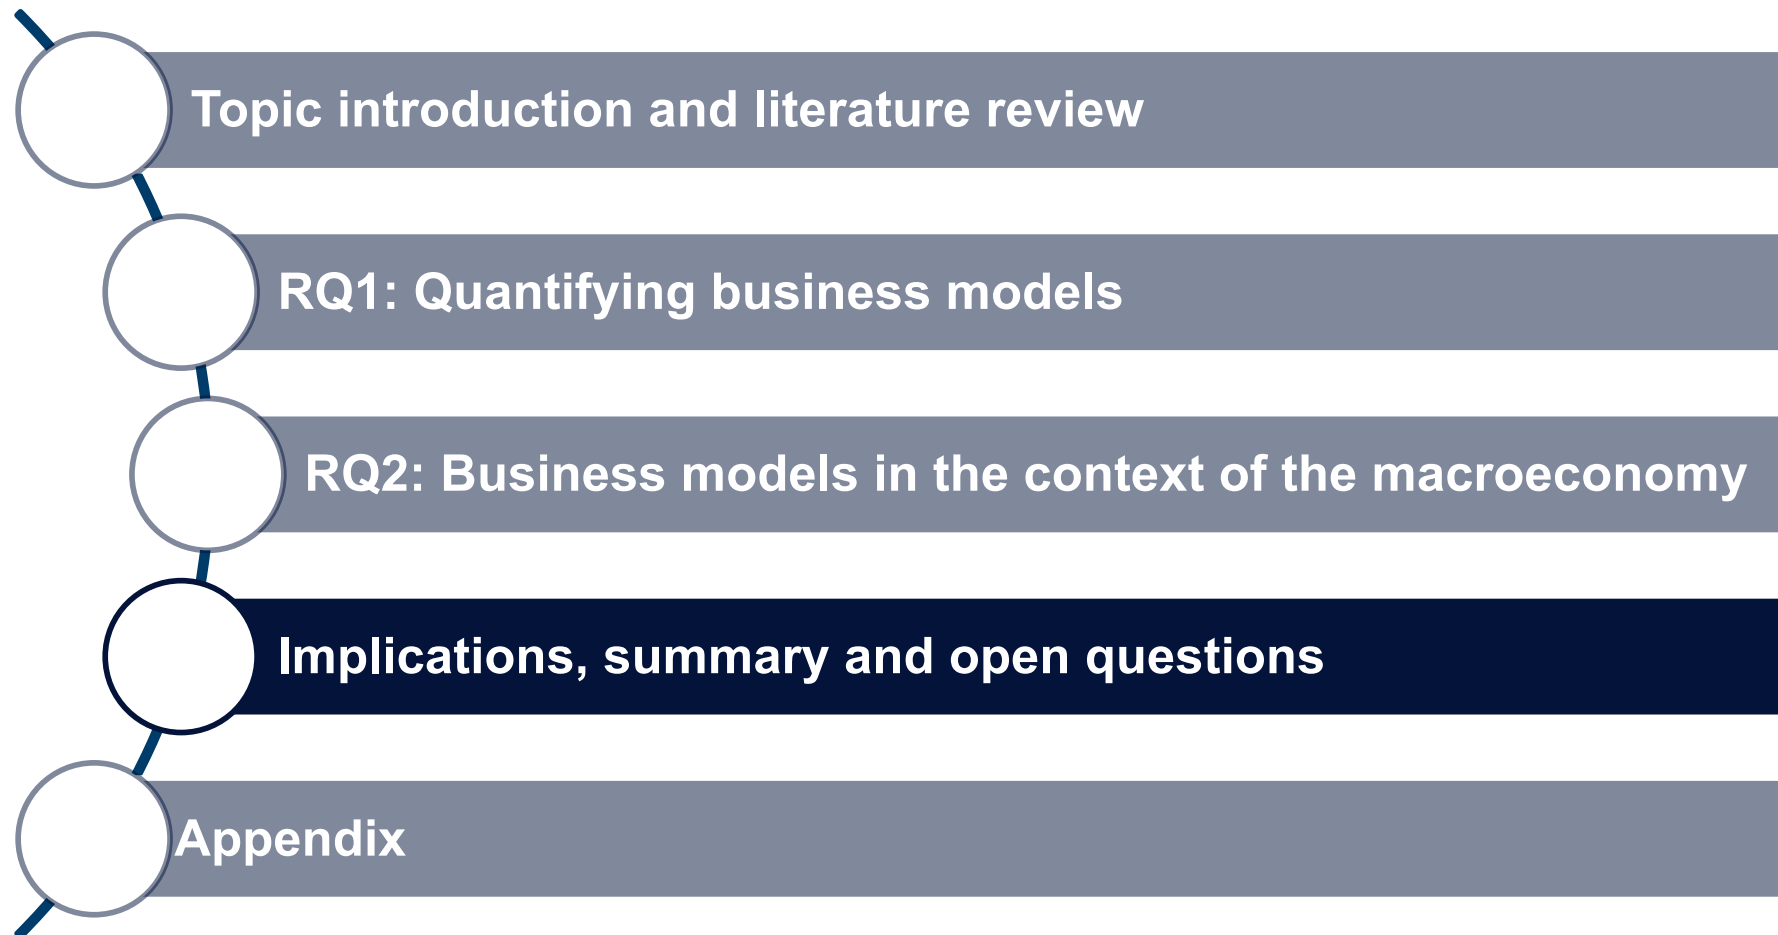 Topic introduction and literature review
RQ1: Quantifying business models
RQ2: Business models in the context of the macroeconomy
Implications, summary and open questions
Appendix